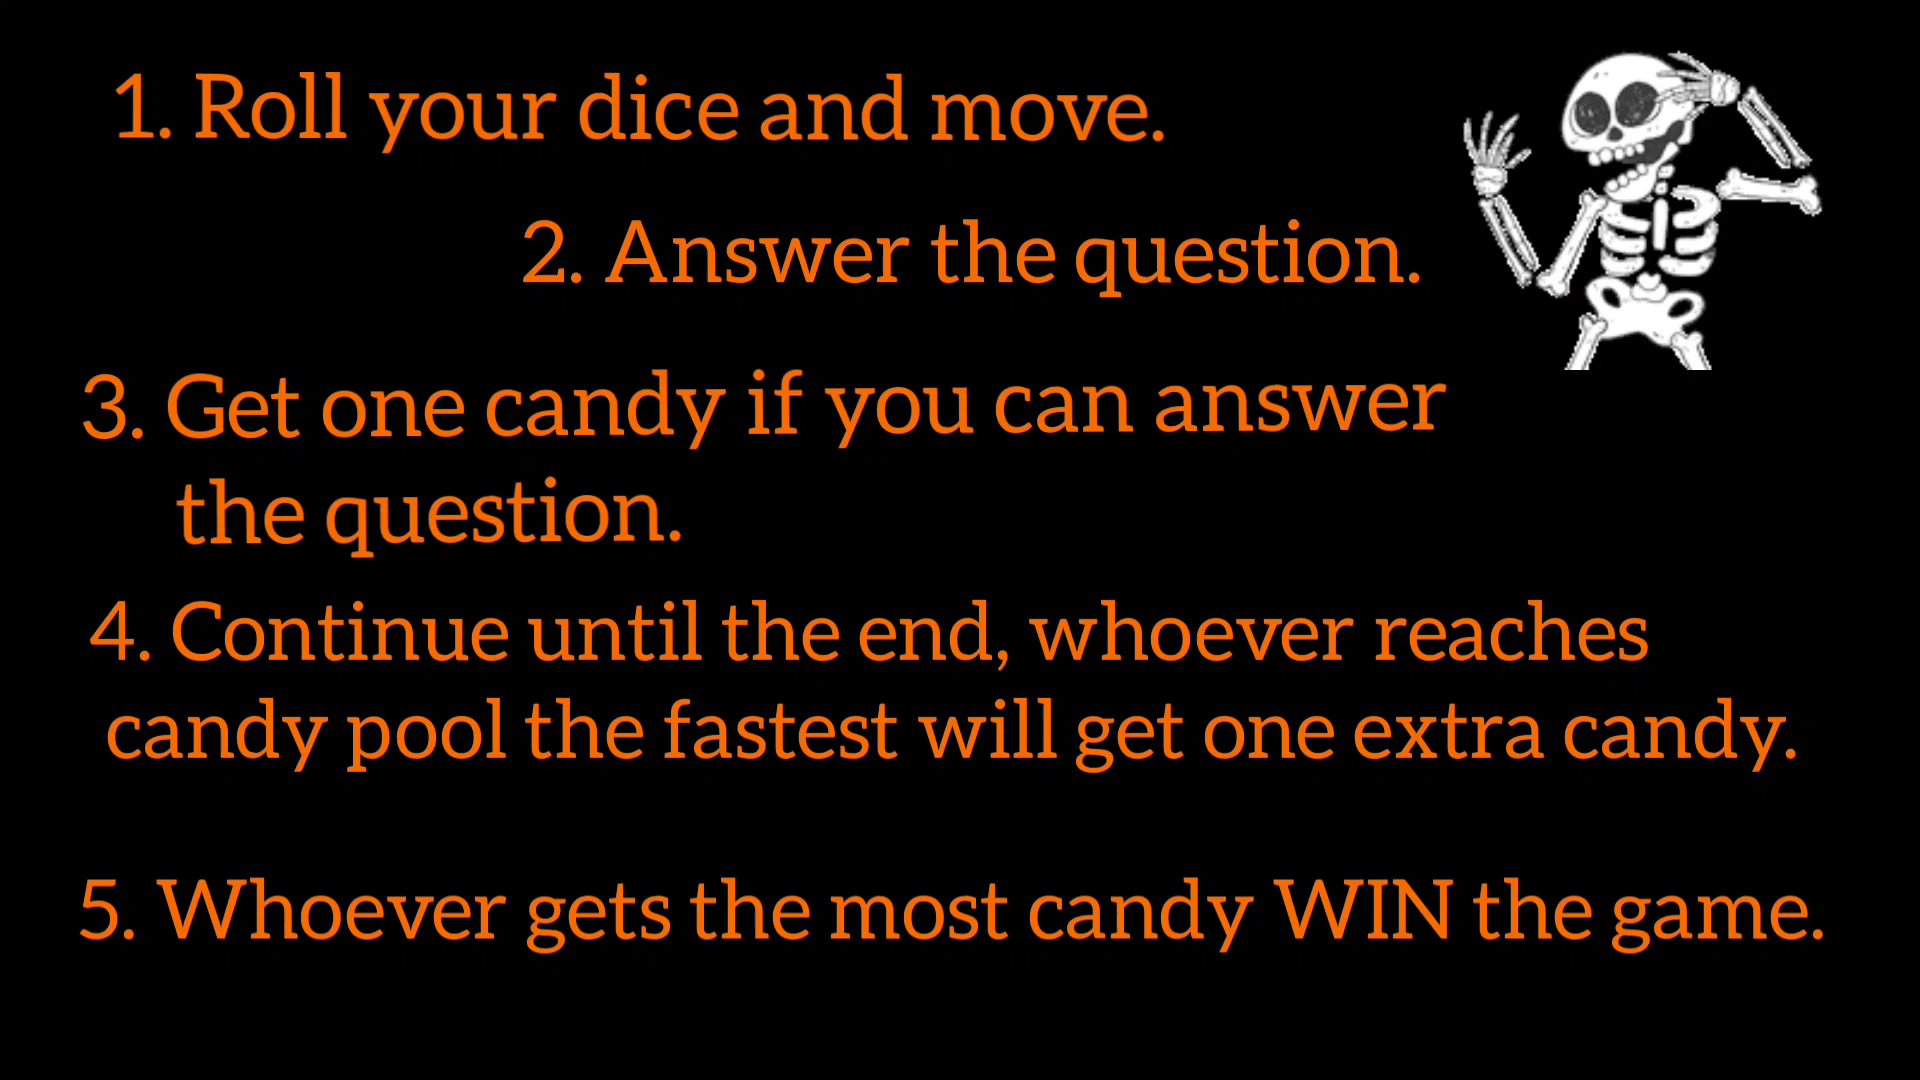 1. Roll your dice and move.
2. Answer the question.
3. Get one candy if you can answer
the question.
4. Continue until the end, whoever reaches
candy pool the fastest will get one extra candy.
5. Whoever gets the most candy WIN the game.